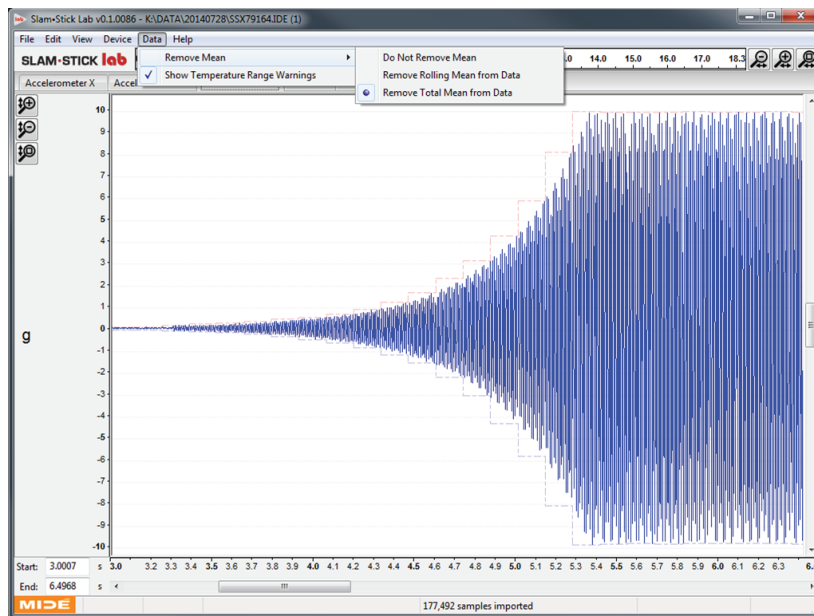 Slam•Stick Lab v0.1.0086 - K:\DATA\20140728\SSX79164.IDE (1)
File Edit View Device Data Help
SLAM•STICK lab
Remove Mean
Show Temperature Range Warnings
Do Not Remove Mean
Remove Rolling Mean from Data
Remove Total Mean from Data
14.0 15.0 16.0 17.0 18.3
Accelerometer X
10
9
8
7
6
5
4
3
2
1
0
-1
-2
-3
-4
-5
-6
-7
-8
-9
-10
g
Start: 3.0007 s 3.0 3.2 3.3 3.5 3.6 3.7 3.8 3.9 4.0 4.1 4.2 4.3 4.4 4.5 4.6 4.7 4.8 4.9 5.0 5.1 5.2 5.3 5.5 5.6 5.7 5.8 5.9 6.0 6.1 6.2 6.3
End: 6.4968 s
MIDE
177,492 samples imported